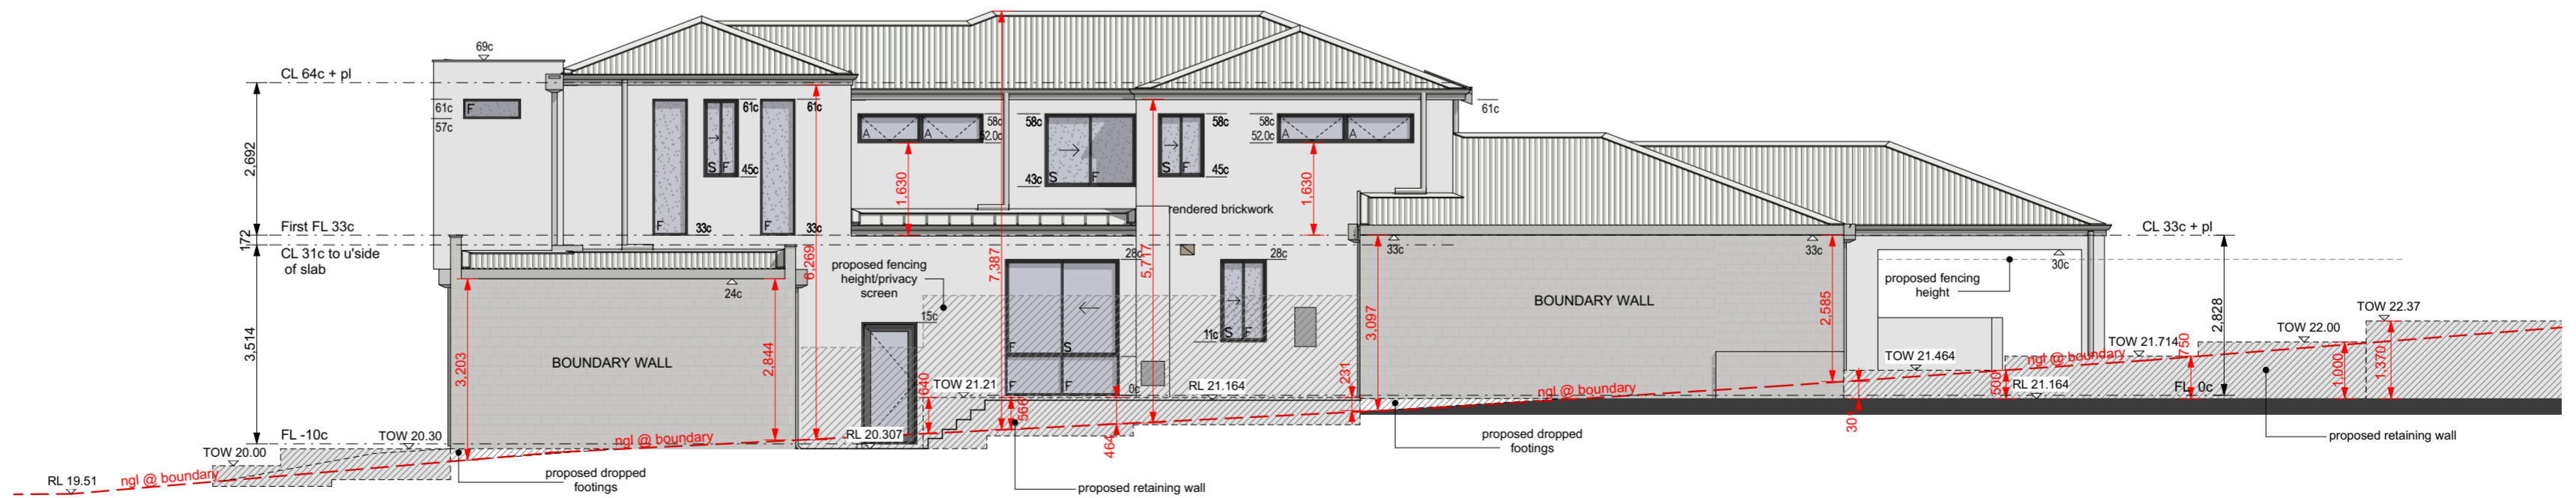 69c
CL 64c + pl
61c
57c
F
2,692
First FL 33c
172
CL 31c to u'side
of slab
3,514
FL -10c
TOW 20.30
TOW 20.00
RL 19.51
ngl @ boundary
3,203
24c
BOUNDARY WALL
2,844
proposed dropped
footings
ngl @ boundary
F
S F
61c
45c
33c
F
61c
33c
6,269
A A
58c
52.0c
1,630
7,387
58c
43c
S F
5,717
S F
58c
45c
58c
52.0c
A A
1,630
61c
rendered brickwork
proposed fencing
height/privacy
screen
15c
RL 20.307
640
TOW 21.21
566
28c
F S
F F
0c
464
28c
11c
S F
RL 21.164
231
proposed retaining wall
33c
3,097
BOUNDARY WALL
33c
2,585
ngl @ boundary
proposed dropped
footings
301
CL 33c + pl
30c
proposed fencing
height
2,828
TOW 21.464
500
ngl @ boundary
RL 21.164
TOW 21.714
750
FL 0c
TOW 22.00
1,000
TOW 22.37
1,370
proposed retaining wall